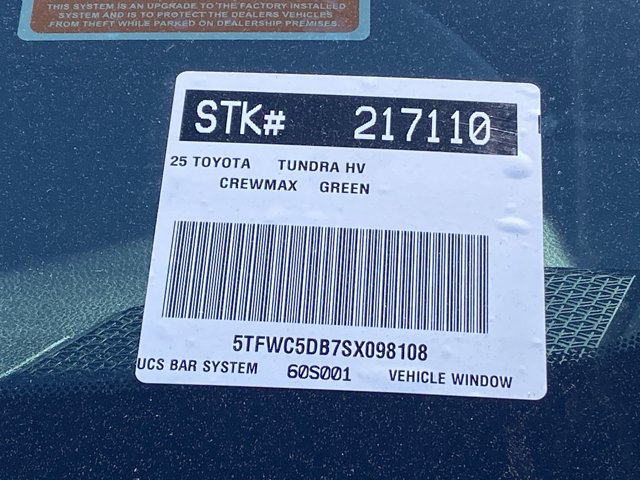 THIS SYSTEM IS AN UPGRADE TO THE FACTORY INSTALLED
SYSTEM AND IS TO PROTECT THE DEALERS VEHICLES
FROM THEFT WHILE PARKED ON DEALERSHIP PREMISES.
STK# 217110
25 TOYOTA TUNDRA HV
CREWMAX GREEN
5TFWC5DB7SX098108
UCS BAR SYSTEM 60S001 VEHICLE WINDOW